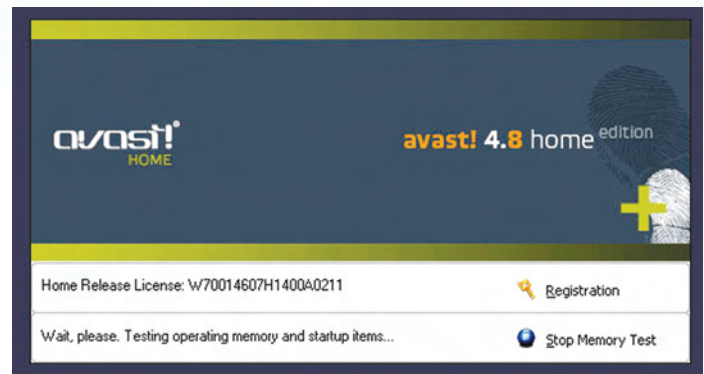 avast!
HOME
avast! 4.8 home edition
Home Release License: W70014607H1400A0211
Registration
Wait, please. Testing operating memory and startup items...
Stop Memory Test